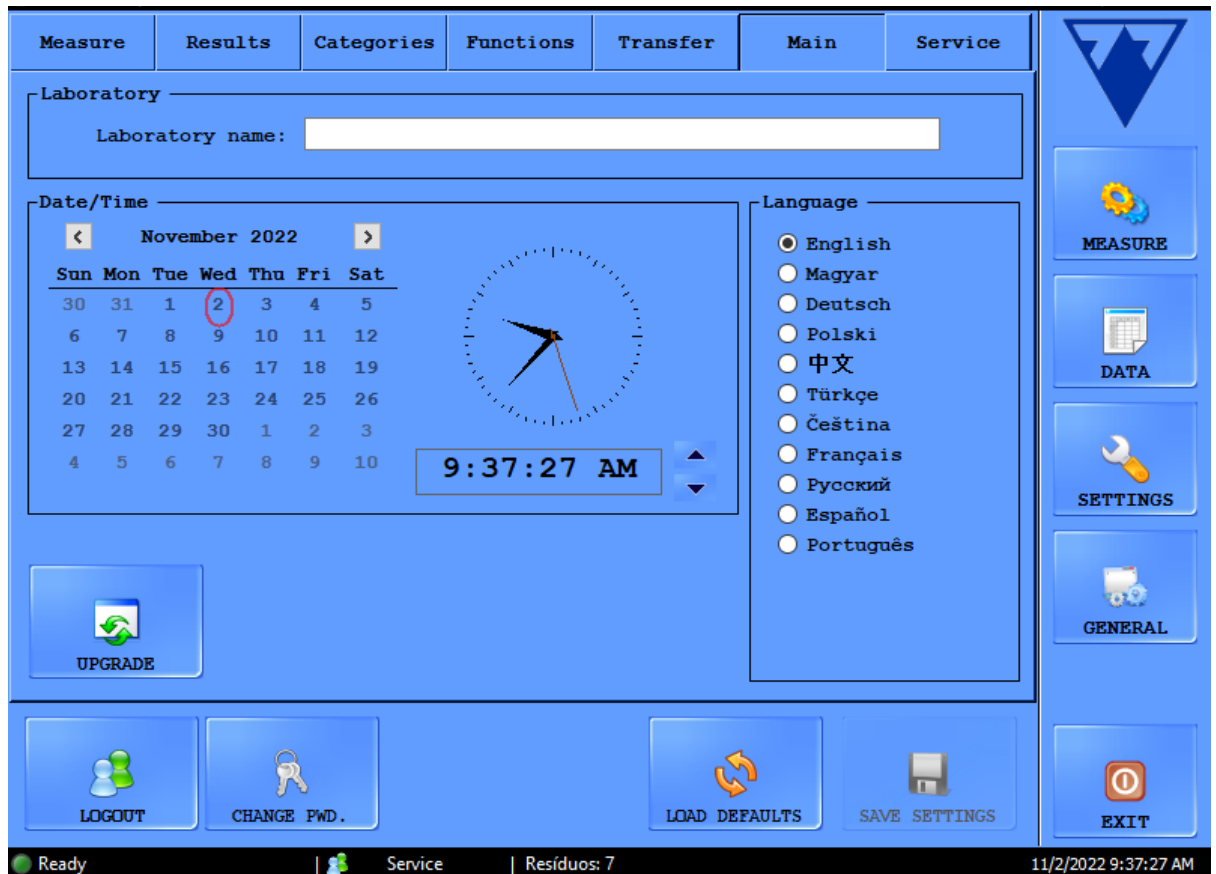 Measure Results Categories Functions Transfer Main Service
Laboratory
Laboratory name:
Date/Time
November 2022
Sun Mon Tue Wed Thu Fri Sat
30 31 1 2 3 4 5
6 7 8 9 10 11 12
13 14 15 16 17 18 19
20 21 22 23 24 25 26
27 28 29 30 1 2 3
4 5 6 7 8 9 10
9:37:27 AM
Language
English
Magyar
Deutsch
Polski
中文
Türkçe
Čeština
Français
Русский
Español
Português
UPGRADE
LOGOUT
CHANGE PWD.
LOAD DEFAULTS
SAVE SETTINGS
MEASURE
DATA
SETTINGS
GENERAL
EXIT
Ready | Service | Resíduos: 7 11/2/2022 9:37:27 AM